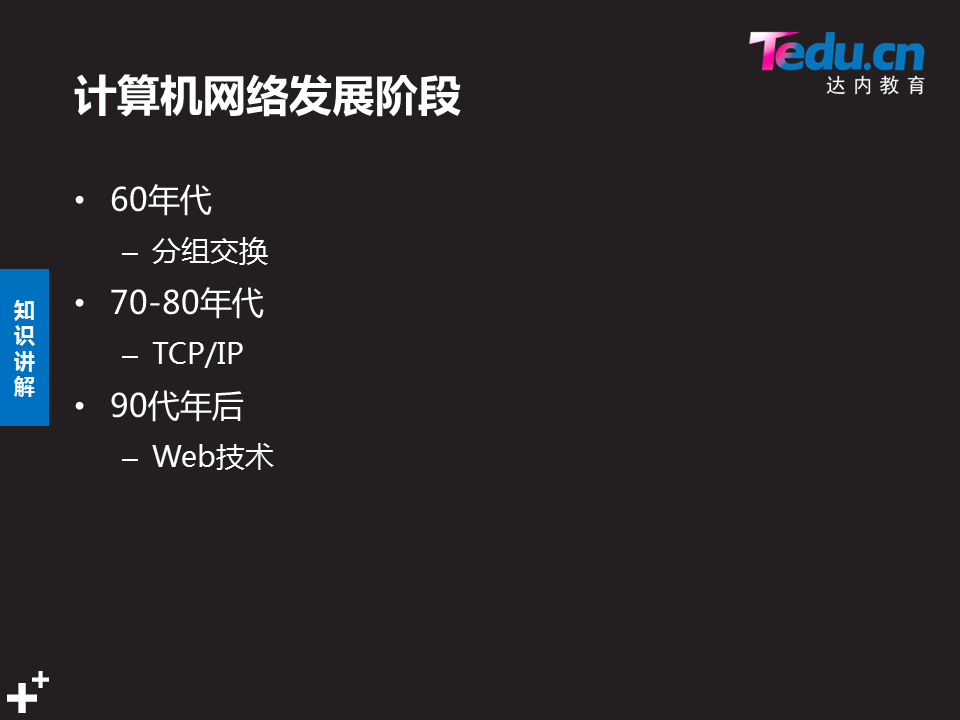 Tedu.cn
达内教育
计算机网络发展阶段
• 60年代
– 分组交换
• 70-80年代
– TCP/IP
• 90代年后
– Web技术
知识讲解